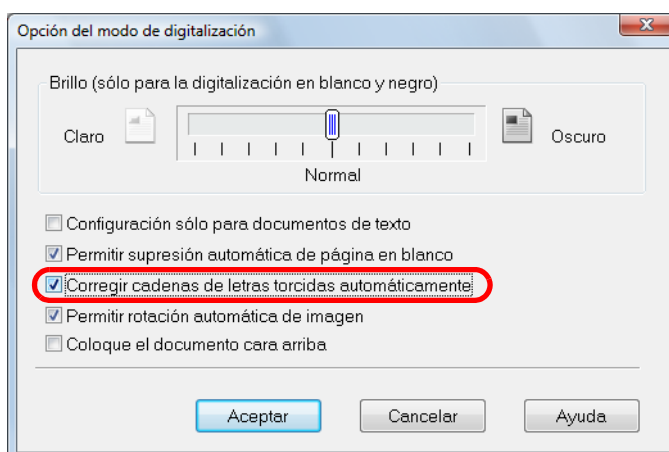 Opción del modo de digitalización
Brillo (sólo para la digitalización en blanco y negro)
Claro
Oscuro
Normal
Configuración sólo para documentos de texto
Permitir supresión automática de página en blanco
Corregir cadenas de letras torcidas automáticamente
Permitir rotación automática de imagen
Coloque el documento cara arriba
Aceptar Cancelar Ayuda